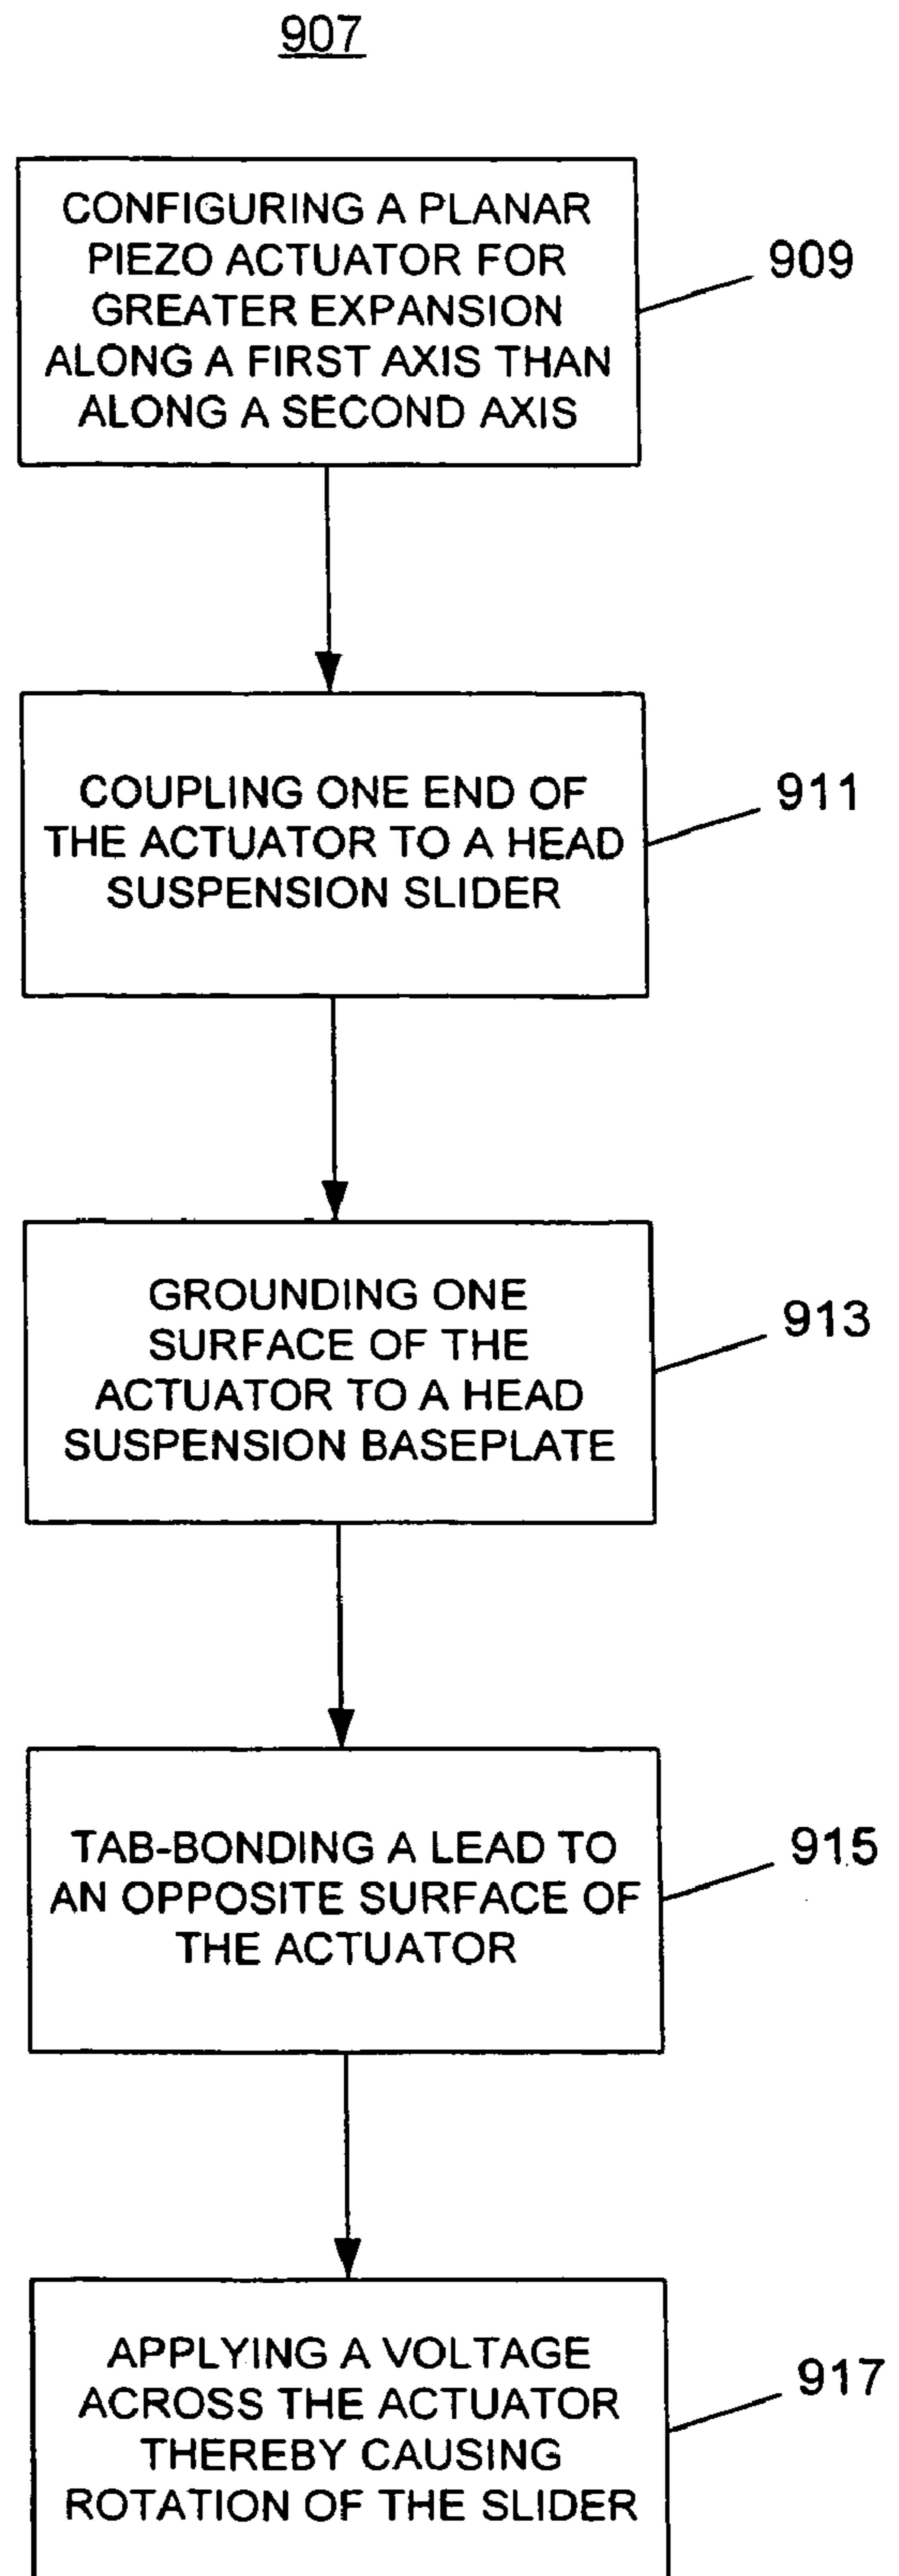 907
CONFIGURING A PLANAR
PIEZO ACTUATOR FOR
GREATER EXPANSION
ALONG A FIRST AXIS THAN
ALONG A SECOND AXIS
909
COUPLING ONE END OF
THE ACTUATOR TO A HEAD
SUSPENSION SLIDER
911
GROUNDING ONE
SURFACE OF THE
ACTUATOR TO A HEAD
SUSPENSION BASEPLATE
913
TAB-BONDING A LEAD TO
AN OPPOSITE SURFACE OF
THE ACTUATOR
915
APPLYING A VOLTAGE
ACROSS THE ACTUATOR
THEREBY CAUSING
ROTATION OF THE SLIDER
917